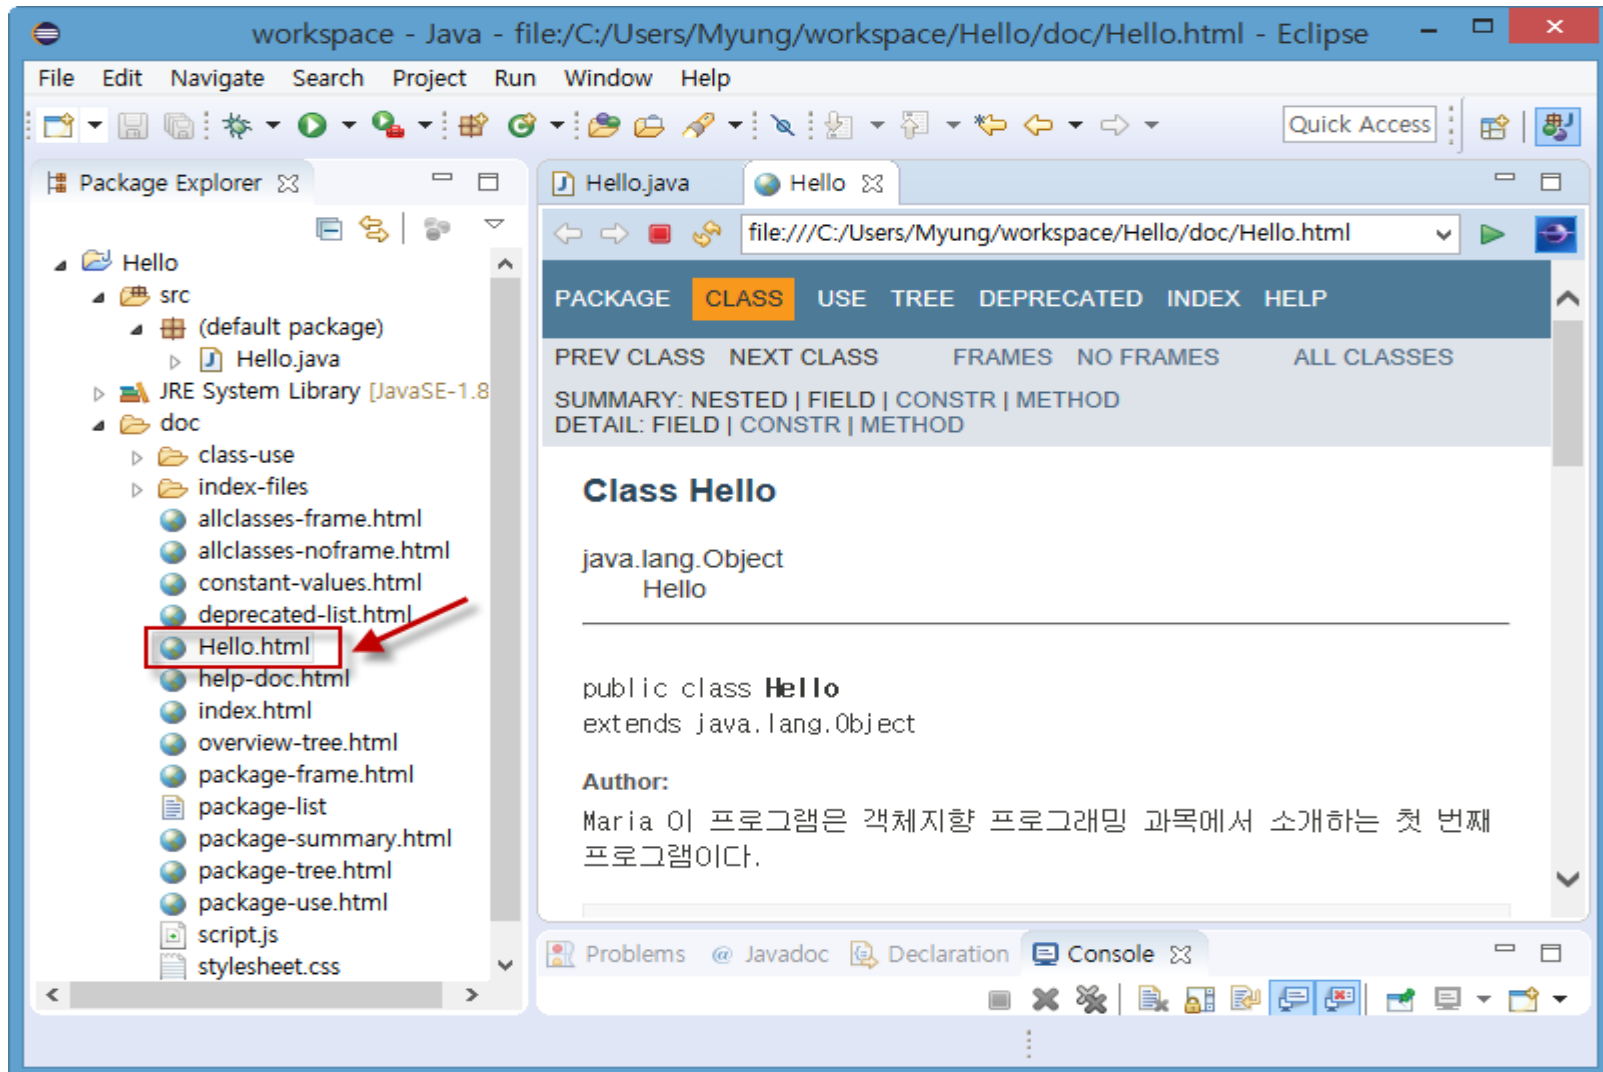 workspace - Java - file:/C:/Users/Myung/workspace/Hello/doc/Hello.html - Eclipse
File Edit Navigate Search Project Run Window Help
Quick Access
Package Explorer
Hello
src
(default package)
Hello.java
JRE System Library [JavaSE-1.8
doc
class-use
index-files
allclasses-frame.html
allclasses-noframe.html
constant-values.html
deprecated-list.html
Hello.html
help-doc.html
index.html
overview-tree.html
package-frame.html
package-list
package-summary.html
package-tree.html
package-use.html
script.js
stylesheet.css
Hello.java Hello
file:///C:/Users/Myung/workspace/Hello/doc/Hello.html
PACKAGE CLASS USE TREE DEPRECATED INDEX HELP
PREV CLASS NEXT CLASS FRAMES NO FRAMES ALL CLASSES
SUMMARY: NESTED | FIELD | CONSTR | METHOD
DETAIL: FIELD | CONSTR | METHOD
Class Hello
java.lang.Object
Hello
public class Hello
extends java.lang.Object
Author:
Maria 이 프로그램은 객체지향 프로그래밍 과목에서 소개하는 첫 번째
프로그램이다.
Problems @ Javadoc Declaration Console